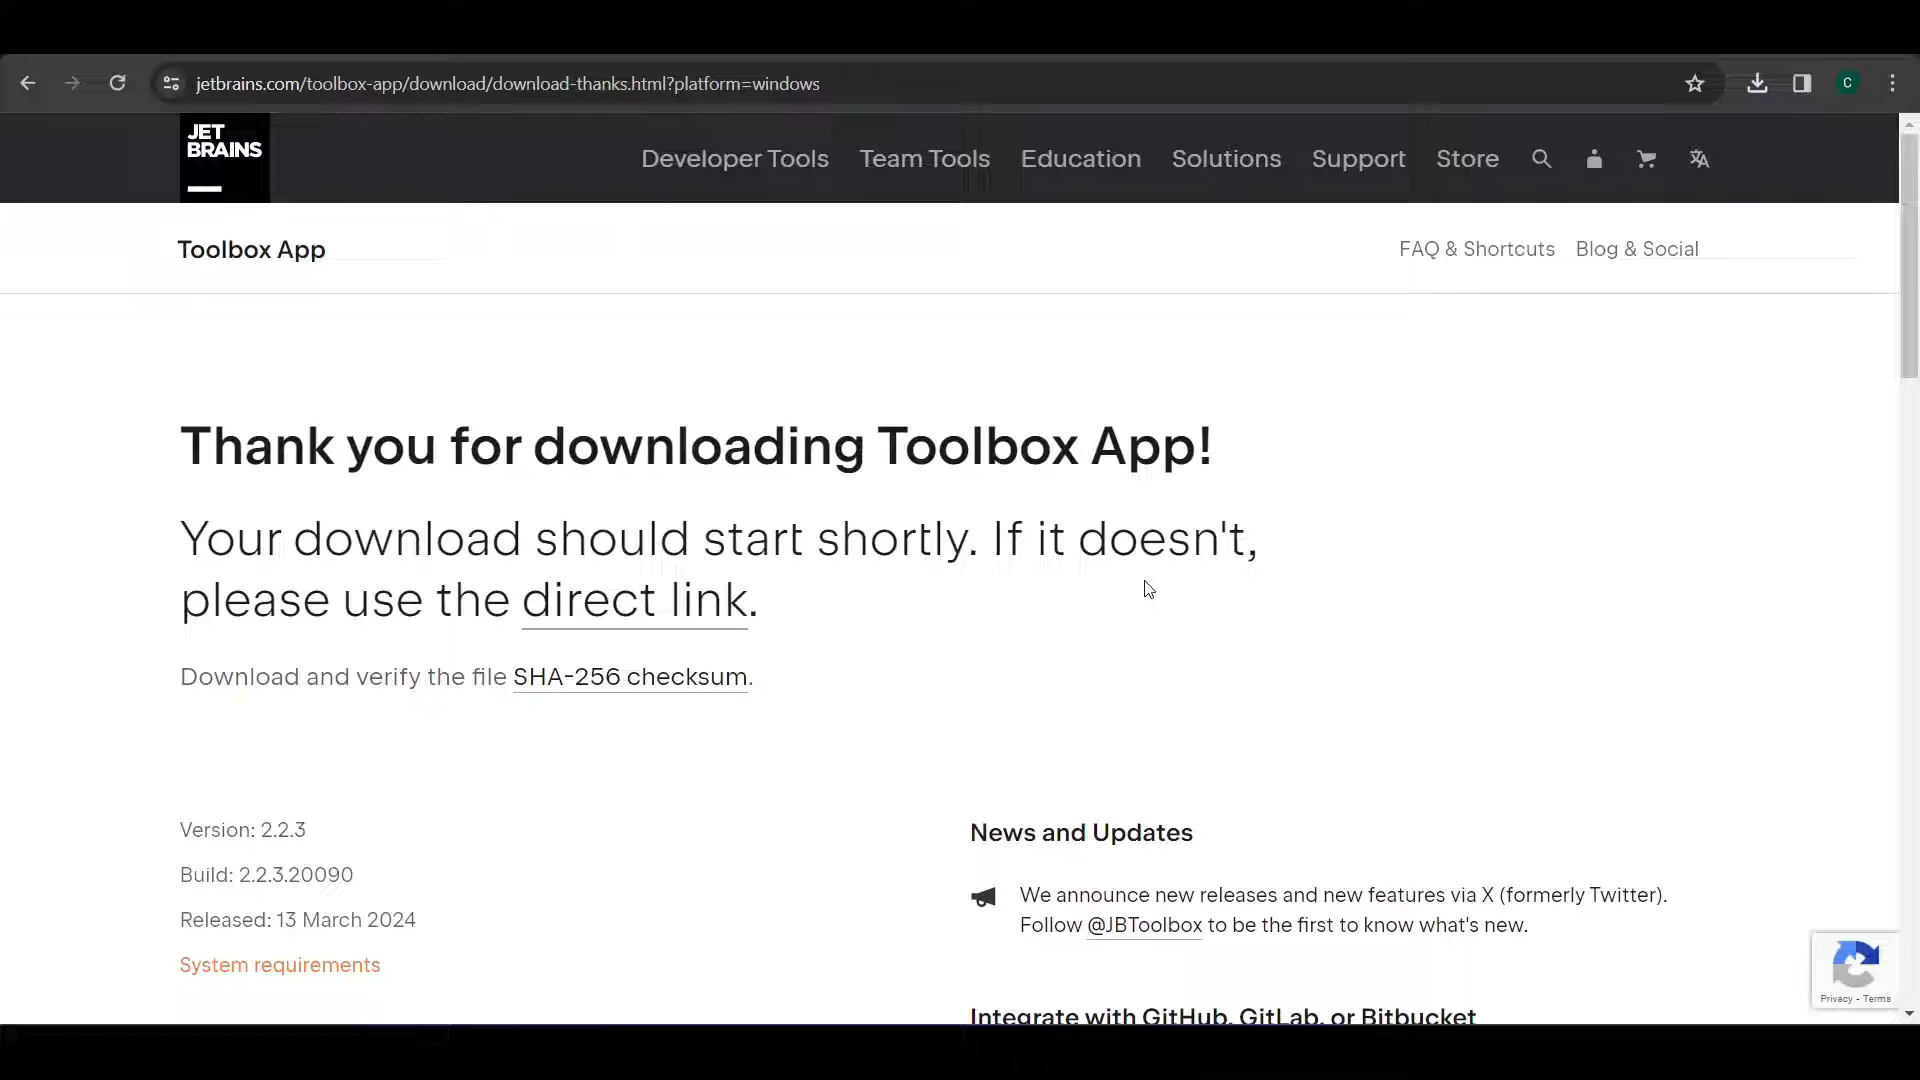 jetbrains.com/toolbox-app/download/download-thanks.html?platform=windows
C
JET
BRAINS
Developer Tools
Team Tools
Education
Solutions
Support
Store
Toolbox App
FAQ & Shortcuts
Blog & Social
Thank you for downloading Toolbox App!
Your download should start shortly. If it doesn't,
please use the direct link.
Download and verify the file SHA-256 checksum.
Version: 2.2.3
Build: 2.2.3.20090
Released: 13 March 2024
System requirements
News and Updates
We announce new releases and new features via X (formerly Twitter).
Follow @JBToolbox to be the first to know what's new.
Integrate with GitHub, GitLab, or Bitbucket
Privacy - Terms